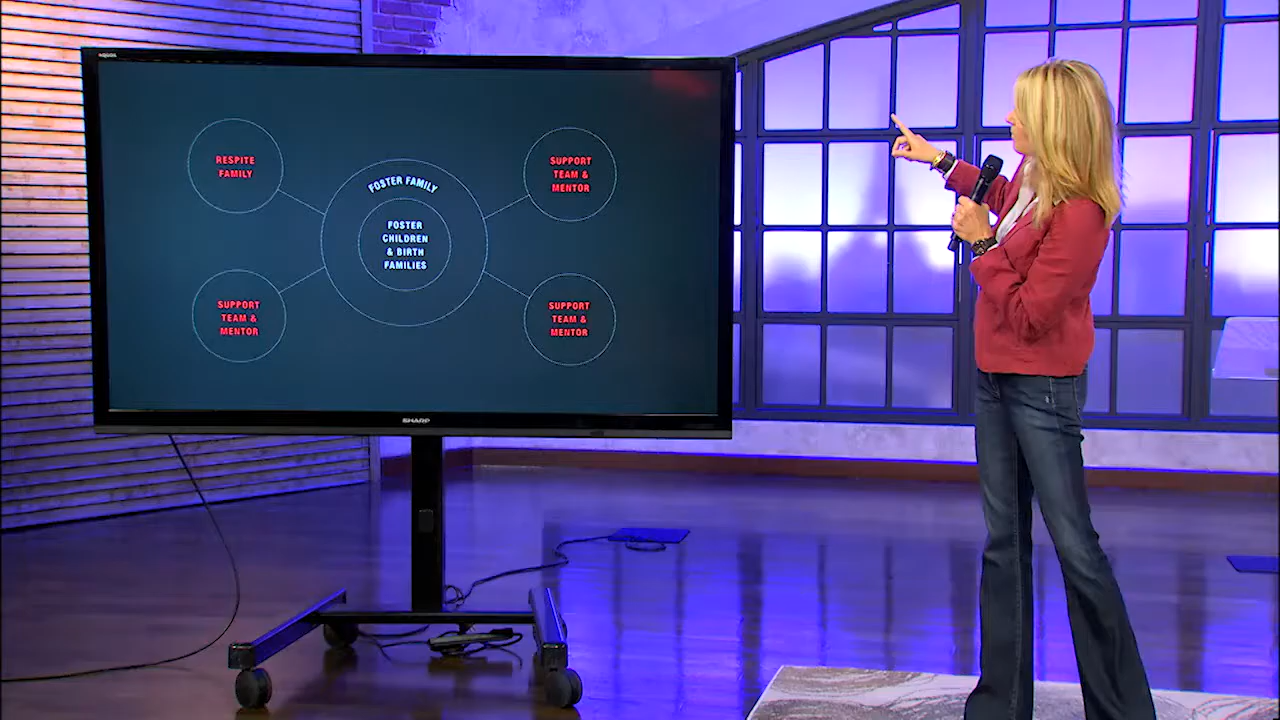 RESPITE
FAMILY
SUPPORT
TEAM &
MENTOR
FOSTER FAMILY
FOSTER
CHILDREN
& BIRTH
FAMILIES
SUPPORT
TEAM &
MENTOR
SUPPORT
TEAM &
MENTOR
SHARP